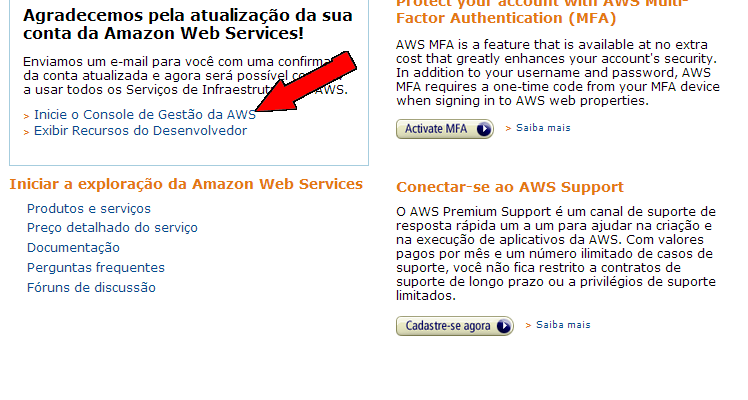 Agradecemos pela atualização da sua
conta da Amazon Web Services!
Enviamos um e-mail para você com uma
da conta atualizada e agora será possível
a usar todos os Serviços de AWS.
> Inicie o Console de Gestão da AWS
> Exibir Recursos do Desenvolvedor
Iniciar a exploração da Amazon Web Services
Produtos e serviços
Preço detalhado do serviço
Documentação
Perguntas frequentes
Fóruns de discussão
Protect your account with AWS Multi-
Factor Authentication (MFA)
AWS MFA is a feature that is available at no extra
cost that greatly enhances your account's security.
In addition to your username and password, AWS
MFA requires a one-time code from your MFA device
when signing in to AWS web properties.
Activate MFA > Saiba mais
Conectar-se ao AWS Support
O AWS Premium Support é um canal de suporte de
resposta rápida um a um para ajudar na criação e
na execução de aplicativos da AWS. Com valores
pagos por mês e um número ilimitado de casos de
suporte, você não fica restrito a contratos de
suporte de longo prazo ou a privilégios de suporte
limitados.
Cadastre-se agora > Saiba mais